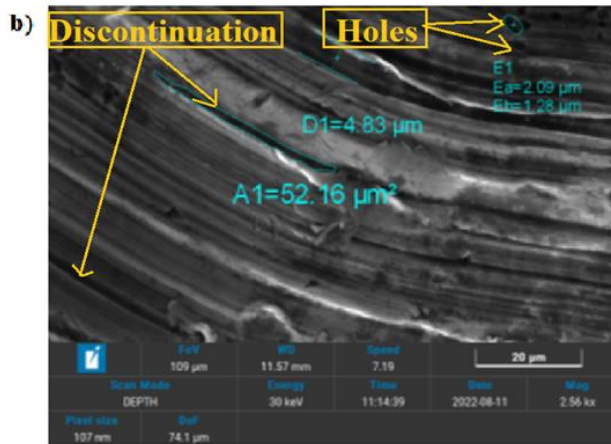 b)
Discontinuation
Holes
E1
Ea=2.09 µm
Eb=1.28 µm
D1=4.83 µm
A1=52.16 µm²
FoV WD Speed
109 µm 11.57 mm 7.19 20 µm
Scan Mode Energy Time Date Mag
DEPTH 30 keV 11:14:39 2022-08-11 2.56 kx
Pixel size DoF
107 nm 74.1 µm